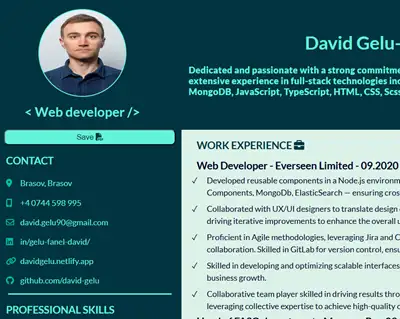 David Gelu-
Dedicated and passionate with a strong commitme
extensive experience in full-stack technologies inc
MongoDB, JavaScript, TypeScript, HTML, CSS, Scss
< Web developer />
Save
CONTACT
Brasov, Brasov
+4 0744 598 995
david.gelu90@gmail.com
in/gelu-fanel-david/
davidgelu.netlify.app
github.com/david-gelu
PROFESSIONAL SKILLS
WORK EXPERIENCE
Web Developer - Everseen Limited - 09.2020
✓ Developed reusable components in a Node.js environm
Components, MongoDb, ElasticSearch — ensuring cros
✓ Collaborated with UX/UI designers to translate design
driving iterative improvements to enhance the overall u
✓ Proficient in Agile methodologies, leveraging Jira and C
collaboration. Skilled in GitLab for version control, ensu
✓ Skilled in developing and optimizing scalable interfaces
business growth.
✓ Collaborative team player skilled in driving results throu
leveraging collective expertise to achieve high-quality o